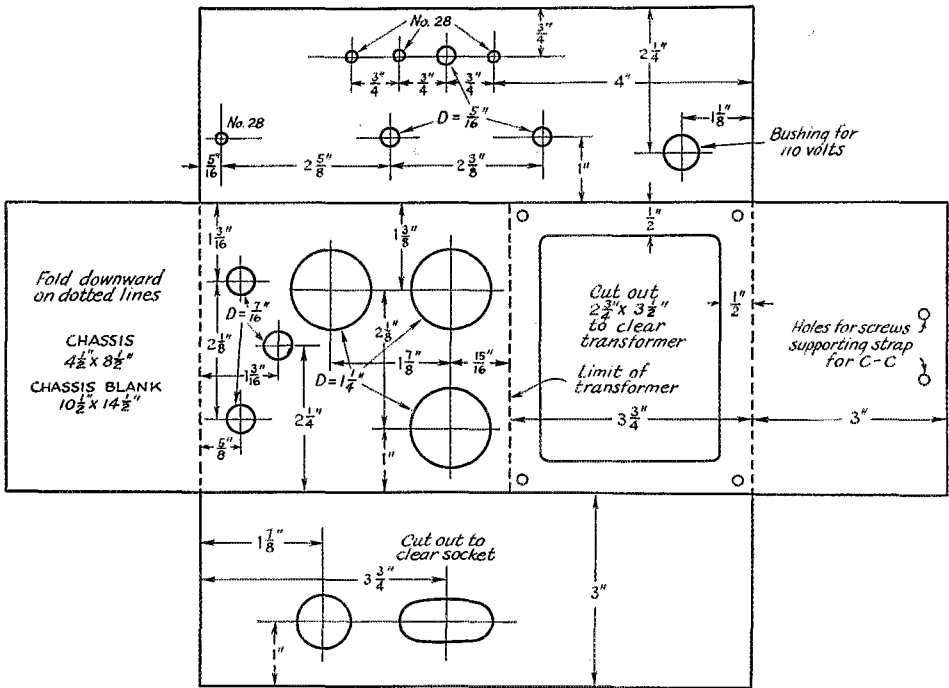 No. 28
3/4"
2 1/4"
3/4"
3/4"
3/4"
4"
No. 28
D = 5/16"
1 1/8"
Bushing for
110 volts
5/16"
2 5/8"
2 3/8"
1"
1 3/16"
1 3/8"
1/2"
Fold downward
on dotted lines
CHASSIS
4 1/2" x 8 1/2"
CHASSIS BLANK
10 1/2" x 14 1/2"
D = 7/16"
2 1/8"
1 3/16"
5/8"
2 1/4"
2 1/8"
D = 1 1/4"
1 7/8"
15/16"
1"
Cut out
2 3/4" x 3 1/2"
to clear
transformer
1/2"
Limit of
transformer
3 3/4"
Holes for screws
supporting strap
for C-C
3"
1 7/8"
Cut out to
clear socket
3 3/4"
3"
1"